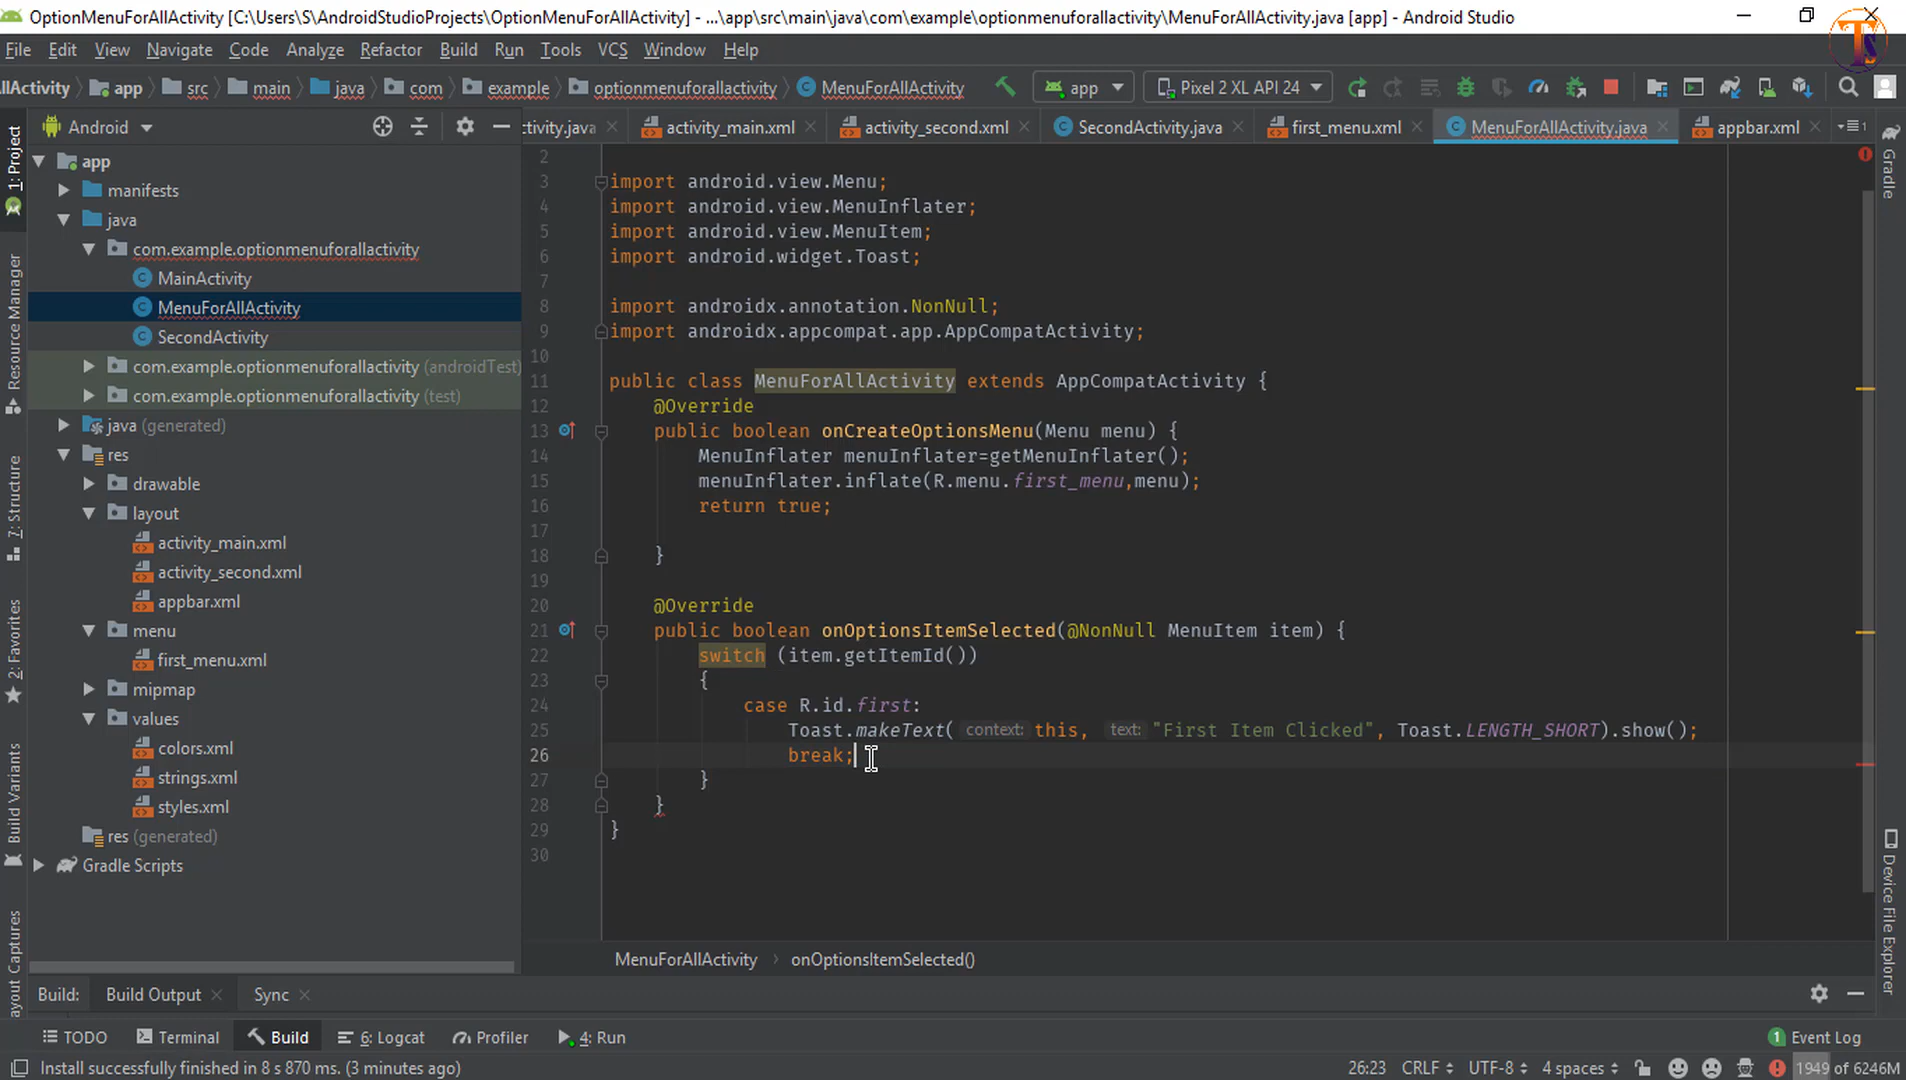 OptionMenuForAllActivity [C:\Users\S\AndroidStudioProjects\OptionMenuForAllActivity] - ...\app\src\main\java\com\example\optionmenuforallactivity\MenuForAllActivity.java [app] - Android Studio
TS
File Edit View Navigate Code Analyze Refactor Build Run Tools VCS Window Help
llActivity app src main java com example optionmenuforallactivity MenuForAllActivity app Pixel 2 XL API 24
Android ctivity.java activity_main.xml activity_second.xml SecondActivity.java first_menu.xml MenuForAllActivity.java appbar.xml 1
1: Project
Resource Manager
7: Structure
2: Favorites
Build Variants
ayout Captures
app
manifests
java
com.example.optionmenuforallactivity
MainActivity
MenuForAllActivity
SecondActivity
com.example.optionmenuforallactivity (androidTest)
com.example.optionmenuforallactivity (test)
java (generated)
res
drawable
layout
activity_main.xml
activity_second.xml
appbar.xml
menu
first_menu.xml
mipmap
values
colors.xml
strings.xml
styles.xml
res (generated)
Gradle Scripts
2
3 import android.view.Menu;
4 import android.view.MenuInflater;
5 import android.view.MenuItem;
6 import android.widget.Toast;
7
8 import androidx.annotation.NonNull;
9 import androidx.appcompat.app.AppCompatActivity;
10
11 public class MenuForAllActivity extends AppCompatActivity {
12 @Override
13 public boolean onCreateOptionsMenu(Menu menu) {
14 MenuInflater menuInflater=getMenuInflater();
15 menuInflater.inflate(R.menu.first_menu,menu);
16 return true;
17
18 }
19
20 @Override
21 public boolean onOptionsItemSelected(@NonNull MenuItem item) {
22 switch (item.getItemId())
23 {
24 case R.id.first:
25 Toast.makeText( context: this, text: "First Item Clicked", Toast.LENGTH_SHORT).show();
26 break;
27 }
28 }
29 }
30
Gradle
Device File Explorer
MenuForAllActivity › onOptionsItemSelected()
Build: Build Output Sync
TODO Terminal Build 6: Logcat Profiler 4: Run 1 Event Log
Install successfully finished in 8 s 870 ms. (3 minutes ago) 26:23 CRLF UTF-8 4 spaces 1949 of 6246M